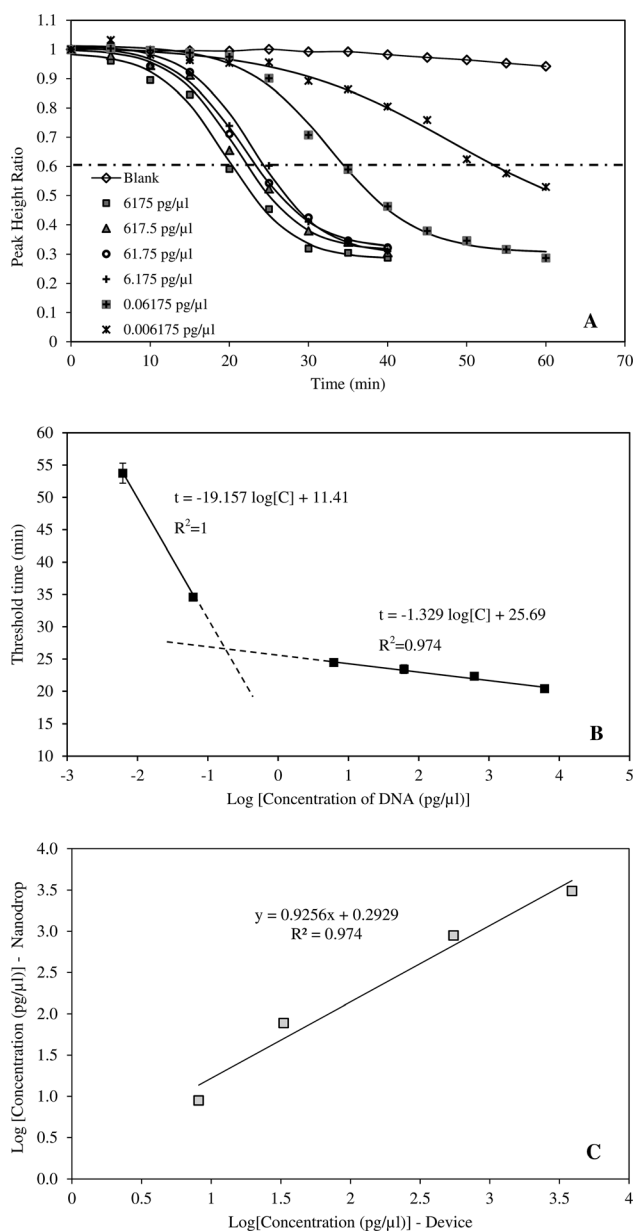 1.1
1
0.9
0.8
0.7
0.6
0.5
0.4
0.3
0.2
0.1
0
Peak Height Ratio
Blank
6175 pg/µl
617.5 pg/µl
61.75 pg/µl
6.175 pg/µl
0.06175 pg/µl
0.006175 pg/µl
A
0 10 20 30 40 50 60 70
Time (min)
60
55
50
45
40
35
30
25
20
15
10
Threshold time (min)
t = -19.157 log[C] + 11.41
R²=1
t = -1.329 log[C] + 25.69
R²=0.974
B
-3 -2 -1 0 1 2 3 4 5
Log [Concentration of DNA (pg/µl)]
4.0
3.5
3.0
2.5
2.0
1.5
1.0
0.5
0.0
Log [Concentration (pg/µl)] - Nanodrop
y = 0.9256x + 0.2929
R² = 0.974
C
0 0.5 1 1.5 2 2.5 3 3.5 4
Log[Concentration (pg/µl)] - Device